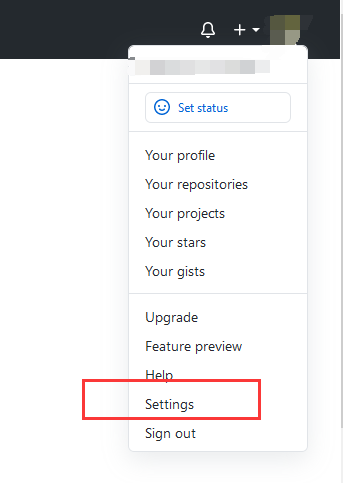 Set status
Your profile
Your repositories
Your projects
Your stars
Your gists
Upgrade
Feature preview
Help
Settings
Sign out